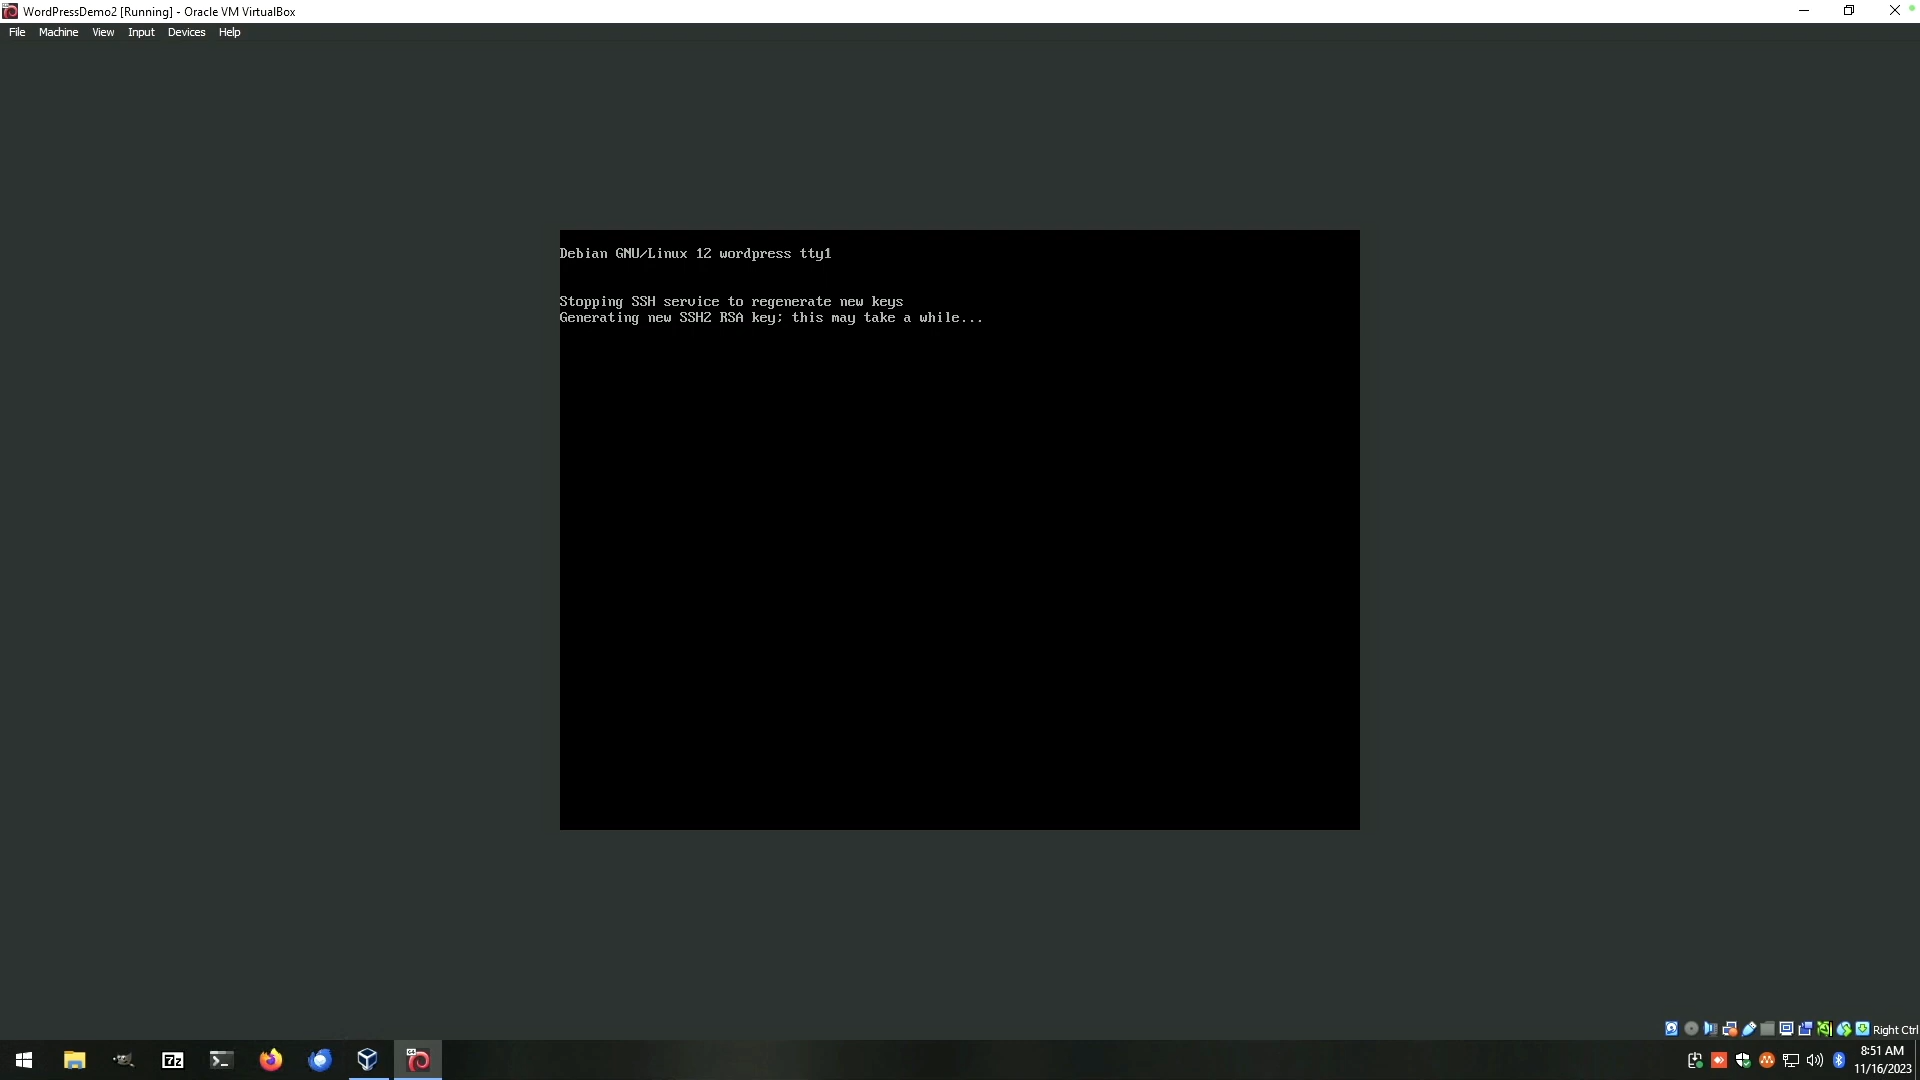 WordPressDemo2 [Running] - Oracle VM VirtualBox
File Machine View Input Devices Help
Debian GNU/Linux 12 wordpress tty1
Stopping SSH service to regenerate new keys
Generating new SSH2 RSA key; this may take a while...
Right Ctrl
7z
8:51 AM
11/16/2023